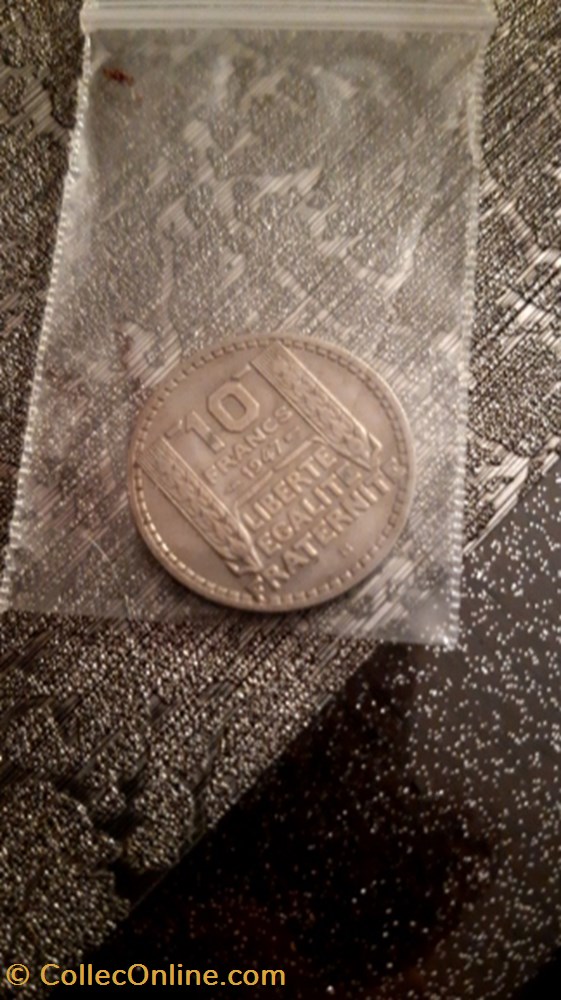 10
FRANCS
1947
LIBERTE
EGALITE
FRATERNITE
© CollecOnline.com